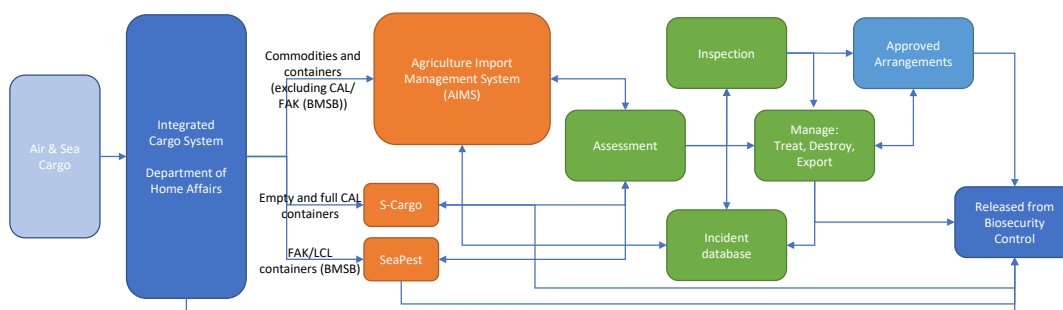 Air & Sea
Cargo
Integrated
Cargo System
Department of
Home Affairs
Commodities and
containers
(excluding CAL/
FAK (BMSB))
Empty and full CAL
containers
FAK/LCL
containers (BMSB)
Agriculture Import
Management System
(AIMS)
S-Cargo
SeaPest
Assessment
Inspection
Incident
database
Approved
Arrangements
Manage:
Treat, Destroy,
Export
Released from
Biosecurity
Control